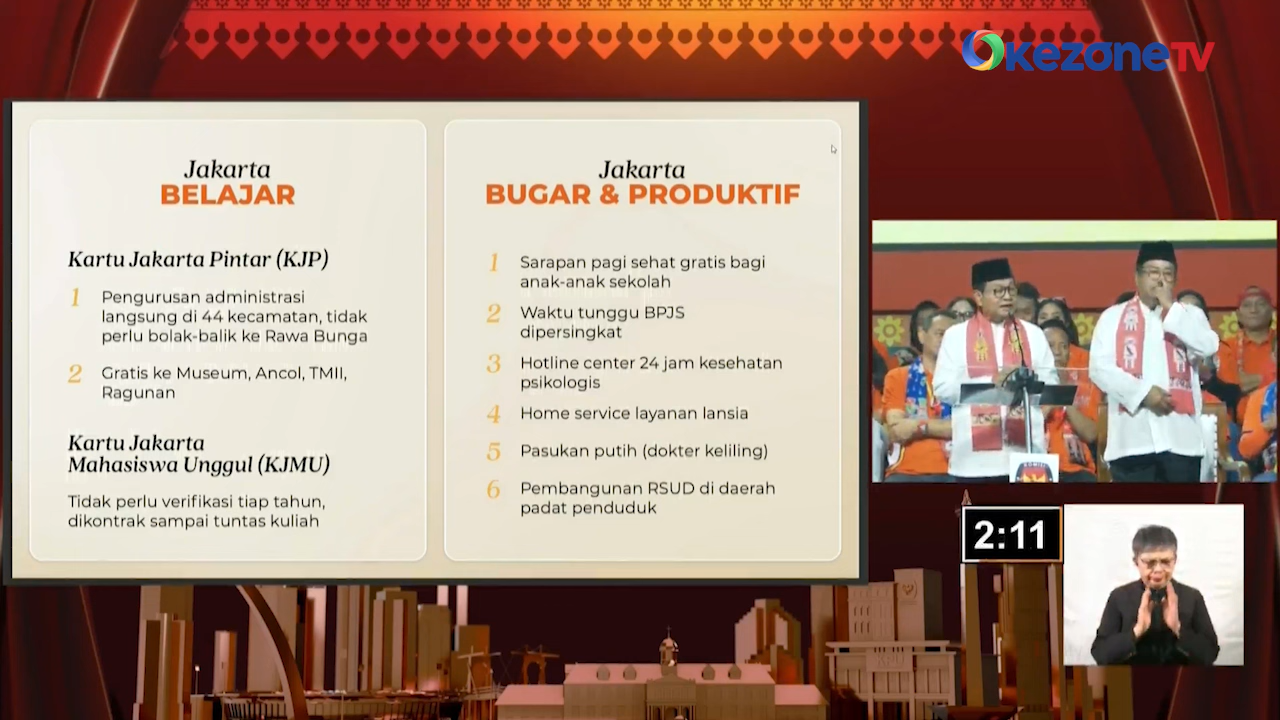 OkezoneTV
Jakarta
BELAJAR
Kartu Jakarta Pintar (KJP)
1 Pengurusan administrasi
langsung di 44 kecamatan, tidak
perlu bolak-balik ke Rawa Bunga
2 Gratis ke Museum, Ancol, TMII,
Ragunan
Kartu Jakarta
Mahasiswa Unggul (KJMU)
Tidak perlu verifikasi tiap tahun,
dikontrak sampai tuntas kuliah
Jakarta
BUGAR & PRODUKTIF
1 Sarapan pagi sehat gratis bagi
anak-anak sekolah
2 Waktu tunggu BPJS
dipersingkat
3 Hotline center 24 jam kesehatan
psikologis
4 Home service layanan lansia
5 Pasukan putih (dokter keliling)
6 Pembangunan RSUD di daerah
padat penduduk
2:11